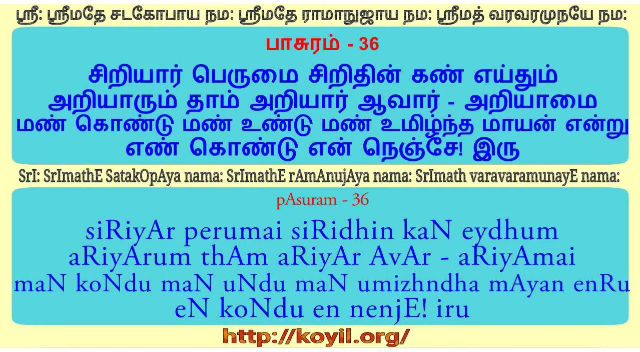 ஸ்ரீ: ஸ்ரீமதே சடகோபாய நம: ஸ்ரீமதே ராமாநுஜாய நம: ஸ்ரீமத் வரவரமுநயே நம:
பாசுரம் - 36
சிறியார் பெருமை சிறிதின் கண் எய்தும்
அறியாரும் தாம் அறியார் ஆவார் - அறியாமை
மண் கொண்டு மண் உண்டு மண் உமிழ்ந்த மாயன் என்று
எண் கொண்டு என் நெஞ்சே! இரு
SrI: SrImathE SatakOpAya nama: SrImathE rAmAnujAya nama: SrImath varavaramunayE nama:
pAsuram - 36
siRiyAr perumai siRidhin kaN eydhum
aRiyArum thAm aRiyAr AvAr - aRiyAmai
maN koNdu maN uNdu maN umizhndha mAyan enRu
eN koNdu en nenjE! iru
http://koyil.org/